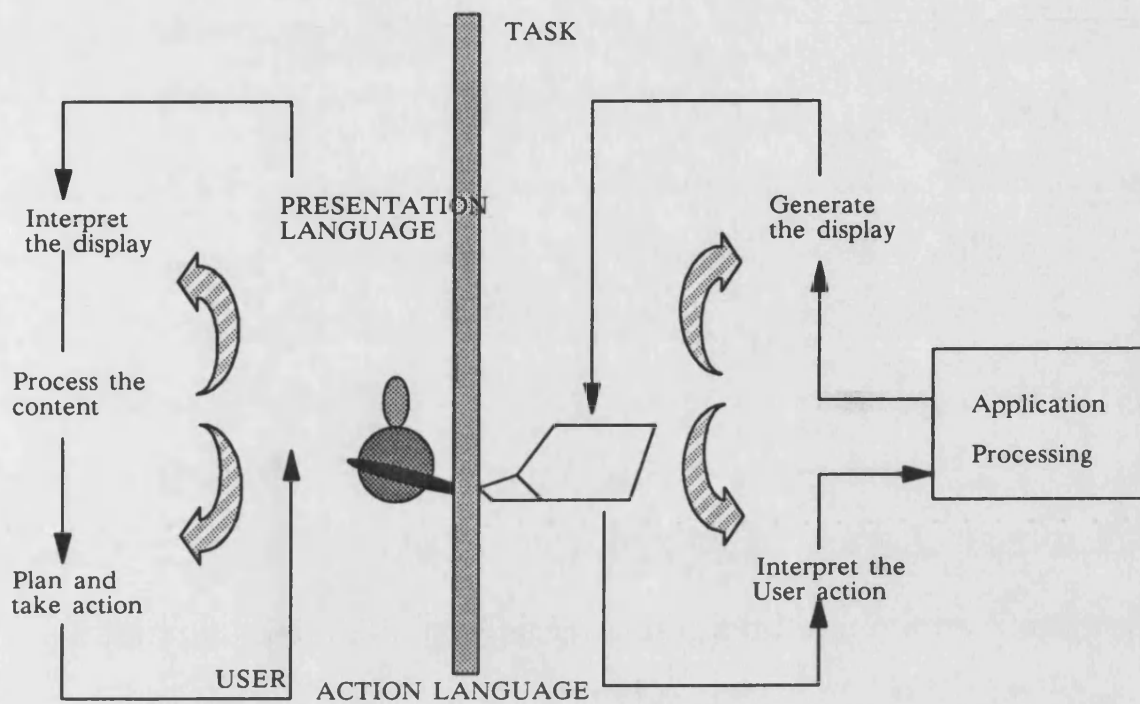 TASK
Interpret
the display
PRESENTATION
LANGUAGE
Generate
the display
Process the
content
Application
Processing
Plan and
take action
Interpret the
User action
USER
ACTION LANGUAGE